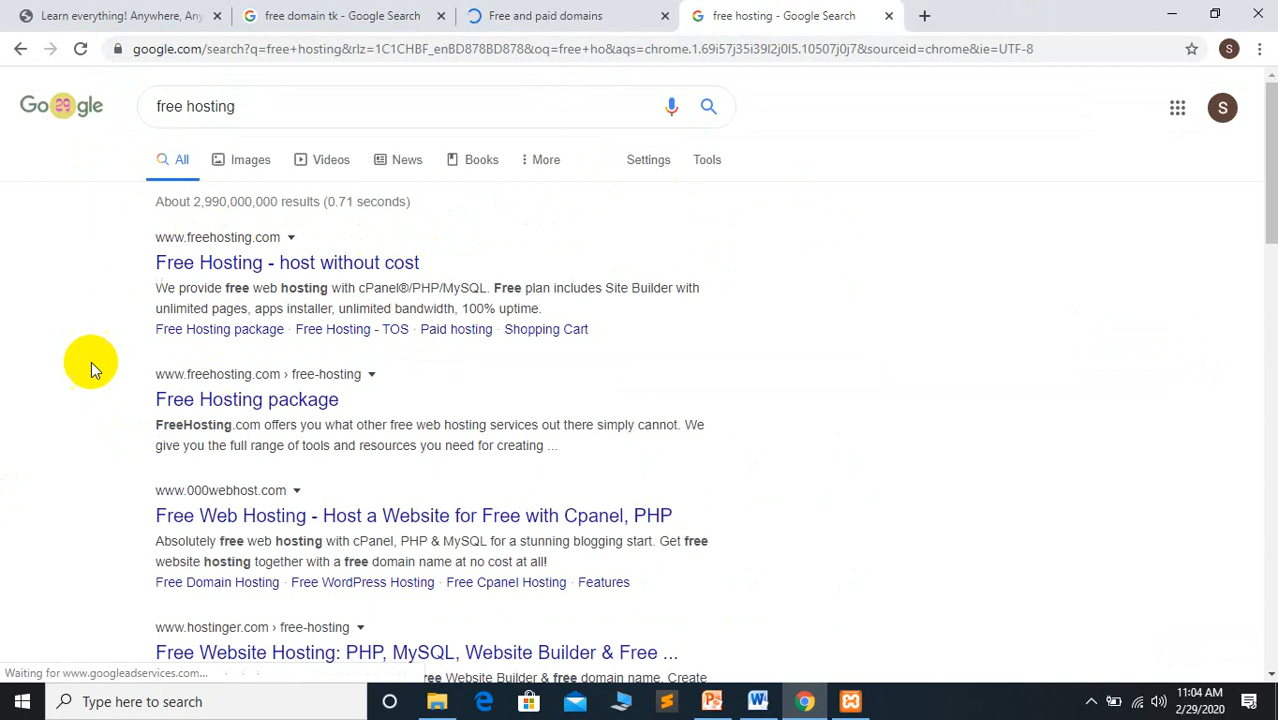 Learn everything! Anywhere, Any
free domain tk - Google Search
Free and paid domains
free hosting - Google Search
google.com/search?q=free+hosting&rlz=1C1CHBF_enBD878BD878&oq=free+ho&aqs=chrome.1.69i57j35i39l2j0l5.10507j0j7&sourceid=chrome&ie=UTF-8
S
Go29gle
free hosting
S
All
Images
Videos
News
Books
More
Settings
Tools
About 2,990,000,000 results (0.71 seconds)
www.freehosting.com
Free Hosting - host without cost
We provide free web hosting with cPanel®/PHP/MySQL. Free plan includes Site Builder with
unlimited pages, apps installer, unlimited bandwidth, 100% uptime.
Free Hosting package · Free Hosting - TOS · Paid hosting · Shopping Cart
www.freehosting.com › free-hosting
Free Hosting package
FreeHosting.com offers you what other free web hosting services out there simply cannot. We
give you the full range of tools and resources you need for creating ...
www.000webhost.com
Free Web Hosting - Host a Website for Free with Cpanel, PHP
Absolutely free web hosting with cPanel, PHP & MySQL for a stunning blogging start. Get free
website hosting together with a free domain name at no cost at all!
Free Domain Hosting · Free WordPress Hosting · Free Cpanel Hosting · Features
www.hostinger.com › free-hosting
Free Website Hosting: PHP, MySQL, Website Builder & Free ...
free Website Builder & free domain name. Create
Waiting for www.googleadservices.com...
Type here to search
11:04 AM
2/29/2020